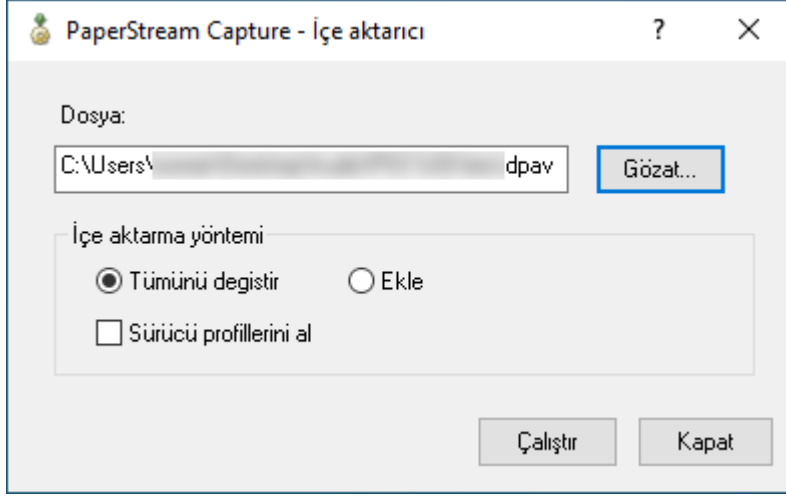 PaperStream Capture - İçe aktarıcı ? ×
Dosya:
C:\Users\ dpav Gözat...
İçe aktarma yöntemi
Tümünü degistir Ekle
Sürücü profillerini al
Çalıştır Kapat